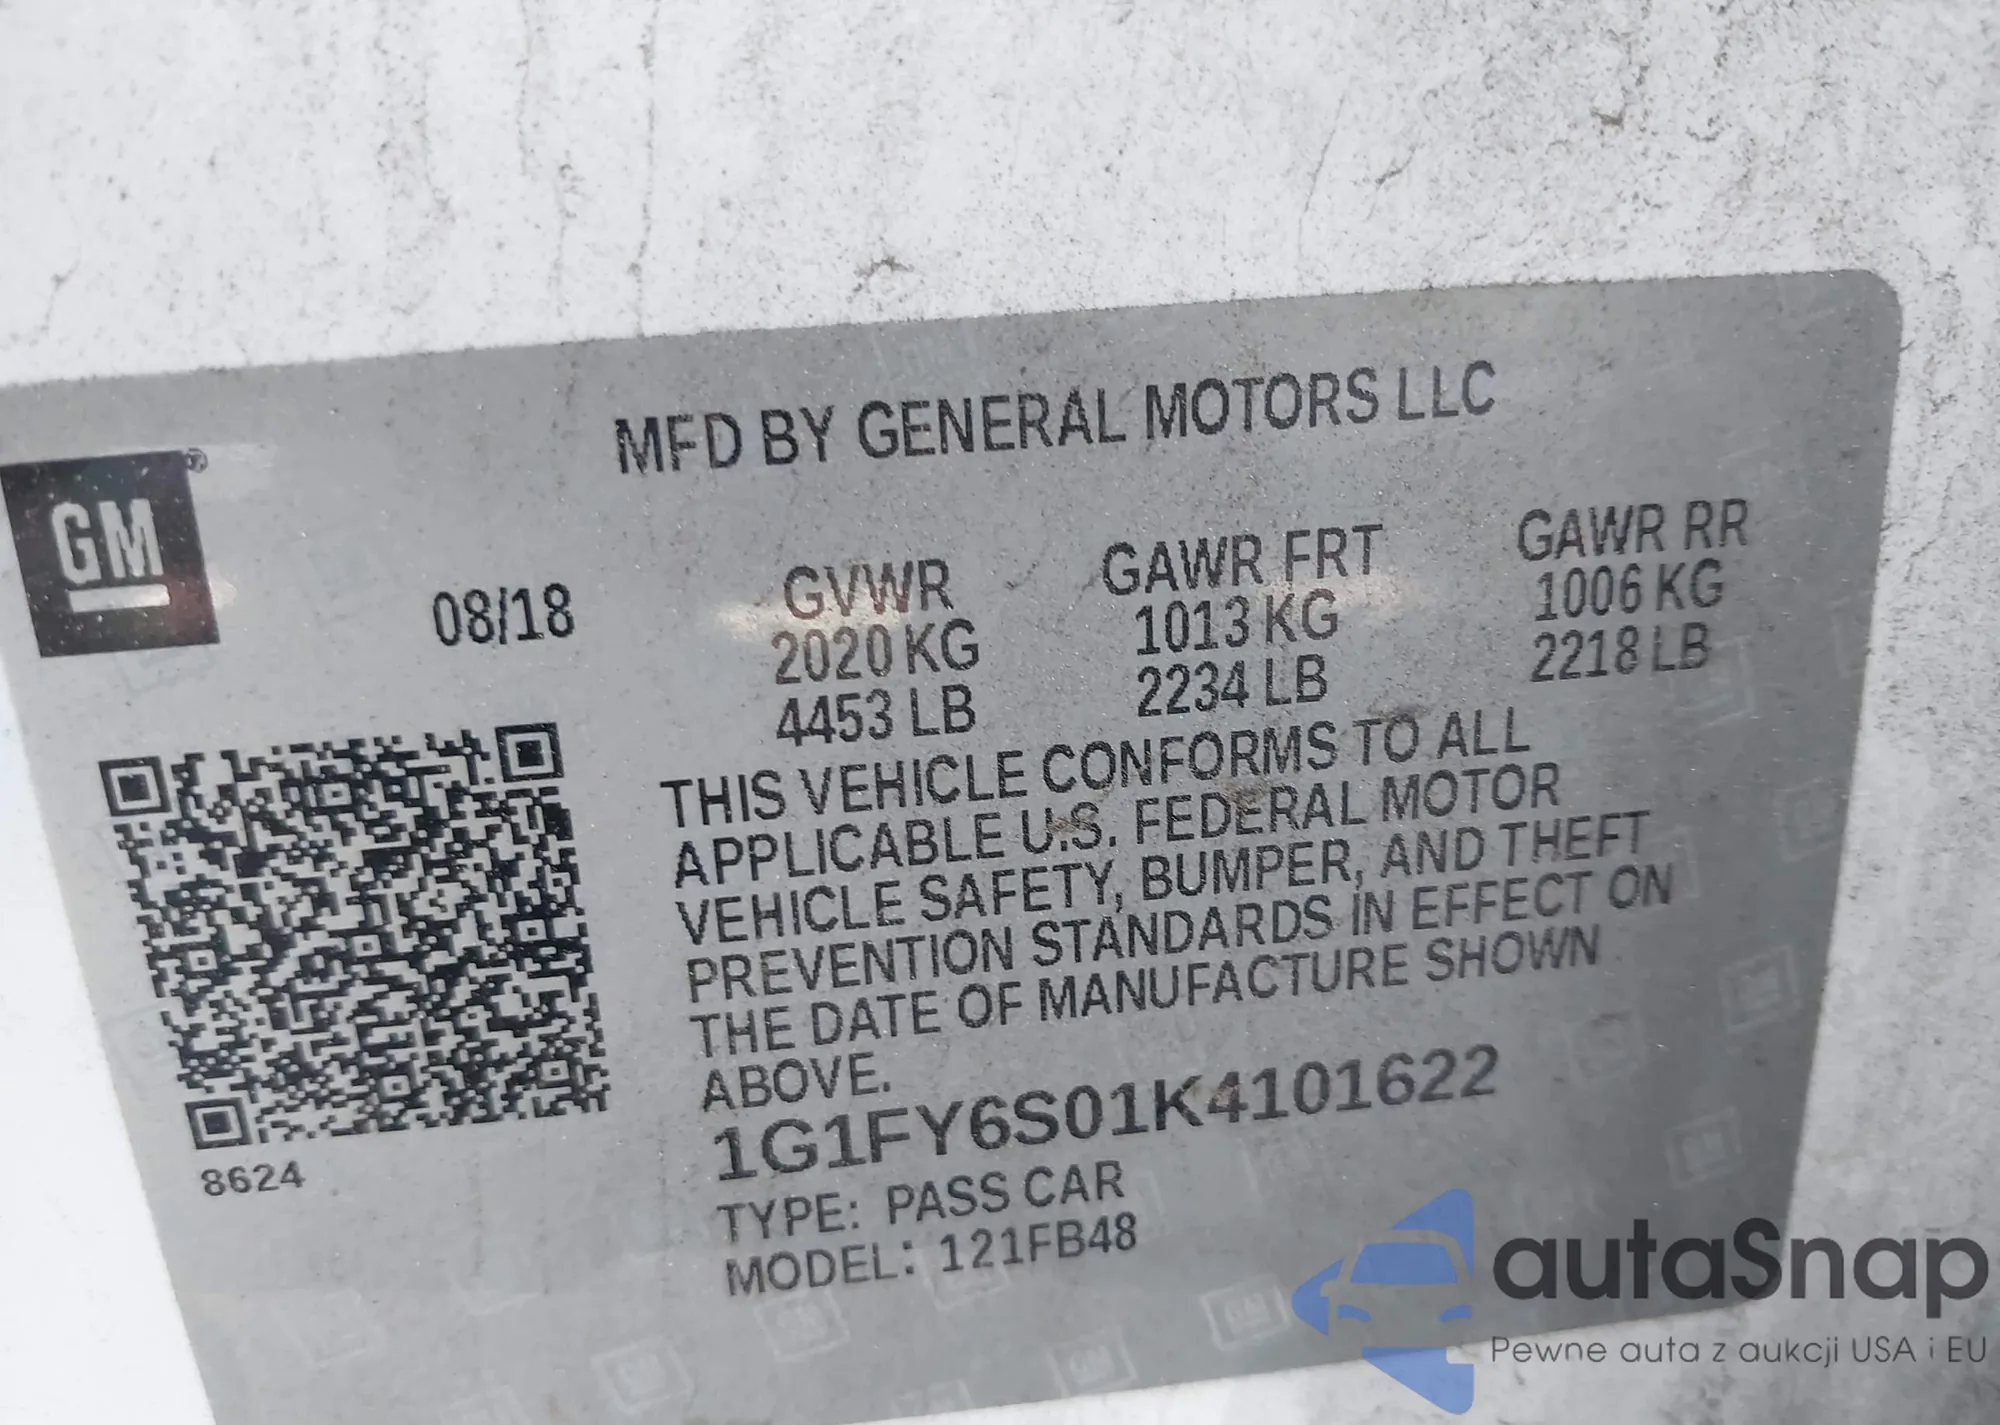 MFD BY GENERAL MOTORS LLC
GM®
08/18
GVWR
2020 KG
4453 LB
GAWR FRT
1013 KG
2234 LB
GAWR RR
1006 KG
2218 LB
THIS VEHICLE CONFORMS TO ALL
APPLICABLE U.S. FEDERAL MOTOR
VEHICLE SAFETY, BUMPER, AND THEFT
PREVENTION STANDARDS IN EFFECT ON
THE DATE OF MANUFACTURE SHOWN
ABOVE.
1G1FY6S01K4101622
TYPE: PASS CAR
MODEL: 121FB48
8624
autaSnap
Pewne auta z aukcji USA i EU